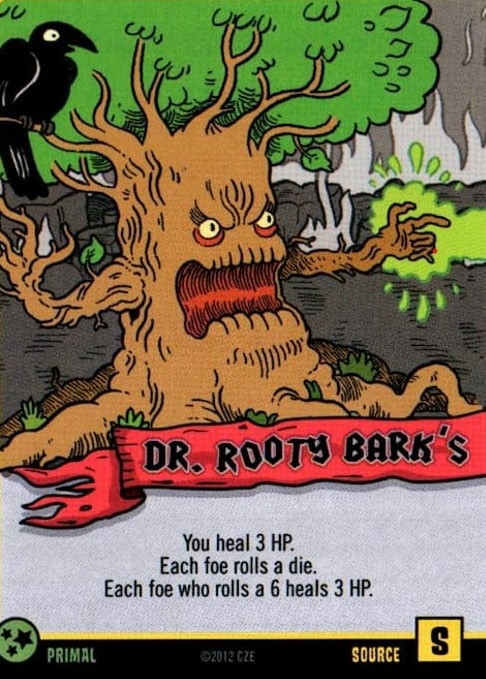 DR. ROOTY BARK'S
You heal 3 HP.
Each foe rolls a die.
Each foe who rolls a 6 heals 3 HP.
PRIMAL
©2012 CZE
SOURCE
S